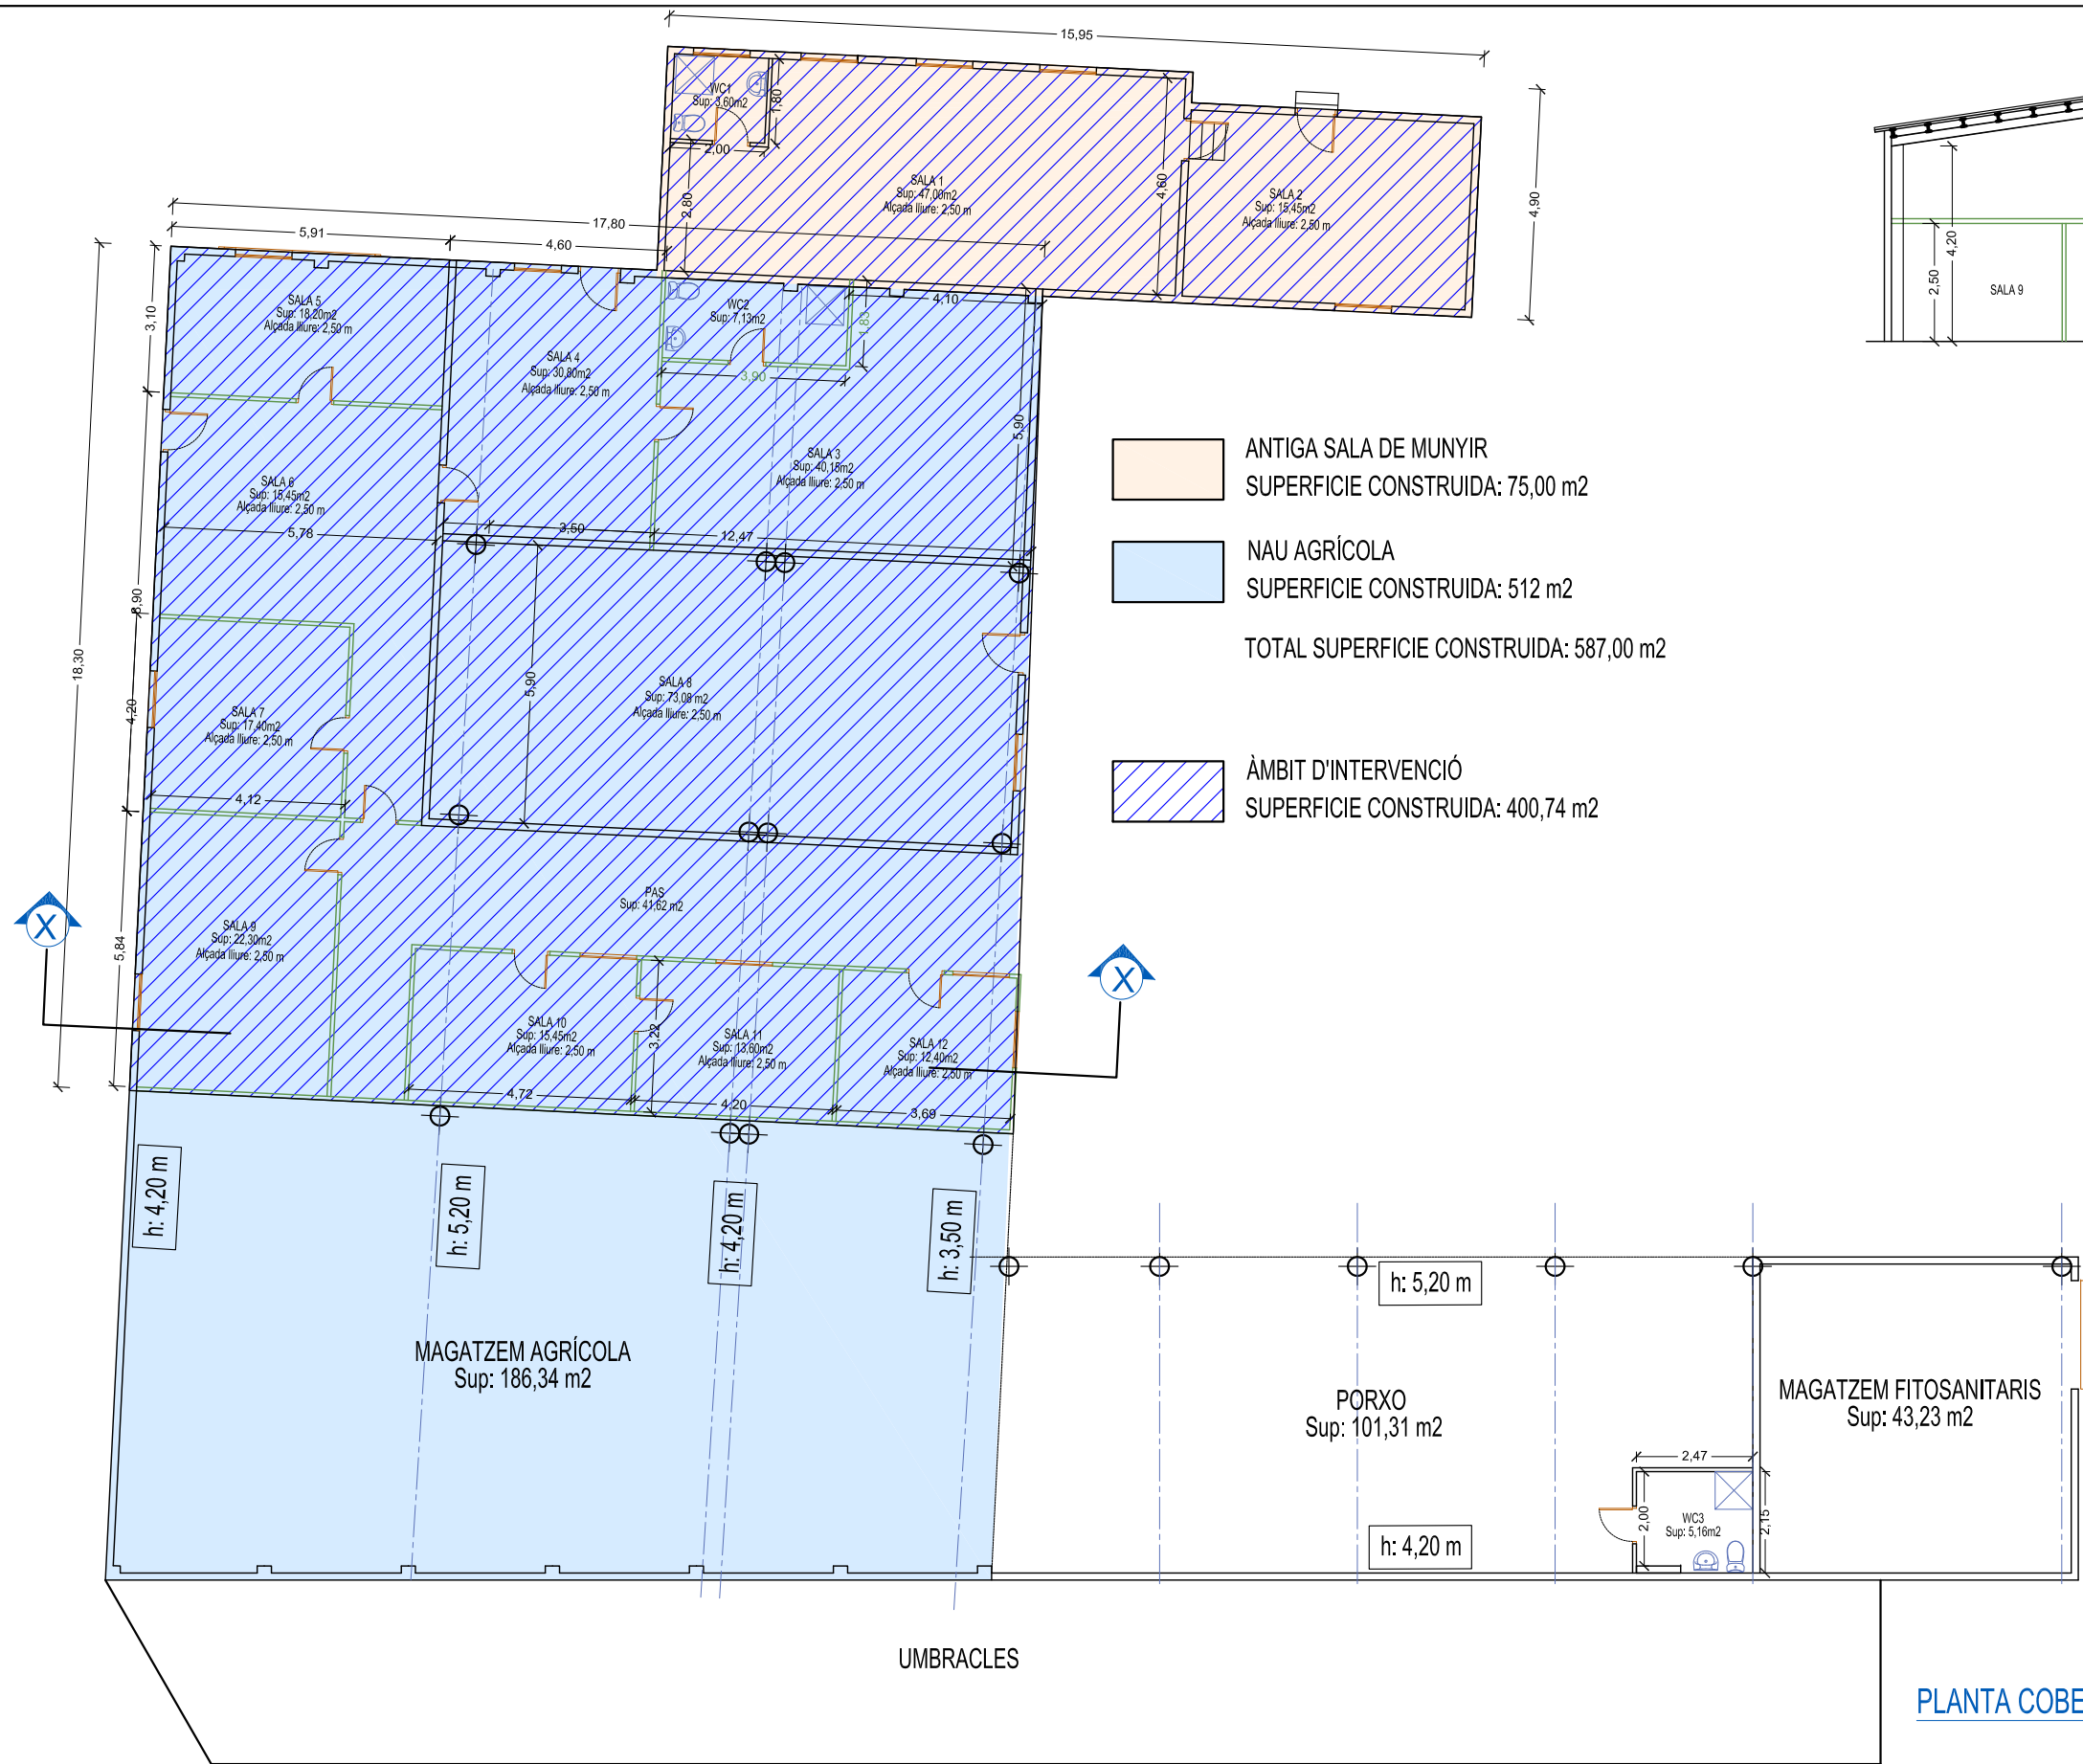 15,95
WC1
Sup: 3,60m2
1,80
2,00
2,80
SALA 1
Sup: 47,00m2
Alçada lliure: 2,50 m
4,60
SALA 2
Sup: 15,45m2
Alçada lliure: 2,50 m
4,90
17,80
5,91
4,60
3,10
SALA 5
Sup: 18,20m2
Alçada lliure: 2,50 m
SALA 4
Sup: 30,80m2
Alçada lliure: 2,50 m
WC2
Sup: 7,13m2
4,10
1,83
3,90
SALA 3
Sup: 40,15m2
Alçada lliure: 2,50 m
5,90
SALA 6
Sup: 15,45m2
Alçada lliure: 2,50 m
5,78
3,50
12,47
8,90
18,30
4,20
SALA 7
Sup: 17,40m2
Alçada lliure: 2,50 m
4,12
5,90
SALA 8
Sup: 73,08 m2
Alçada lliure: 2,50 m
PAS
Sup: 41,62 m2
5,84
SALA 9
Sup: 22,30m2
Alçada lliure: 2,50 m
X
X
SALA 10
Sup: 15,45m2
Alçada lliure: 2,50 m
3,22
SALA 11
Sup: 13,60m2
Alçada lliure: 2,50 m
SALA 12
Sup: 12,40m2
Alçada lliure: 2,50 m
4,72
4,20
3,69
4,20
2,50
SALA 9
ANTIGA SALA DE MUNYIR
SUPERFICIE CONSTRUIDA: 75,00 m2
NAU AGRÍCOLA
SUPERFICIE CONSTRUIDA: 512 m2
TOTAL SUPERFICIE CONSTRUIDA: 587,00 m2
ÀMBIT D'INTERVENCIÓ
SUPERFICIE CONSTRUIDA: 400,74 m2
h: 4,20 m
h: 5,20 m
h: 4,20 m
h: 3,50 m
MAGATZEM AGRÍCOLA
Sup: 186,34 m2
h: 5,20 m
PORXO
Sup: 101,31 m2
MAGATZEM FITOSANITARIS
Sup: 43,23 m2
2,47
2,00
WC3
Sup: 5,16m2
2,15
h: 4,20 m
UMBRACLES
PLANTA COBE